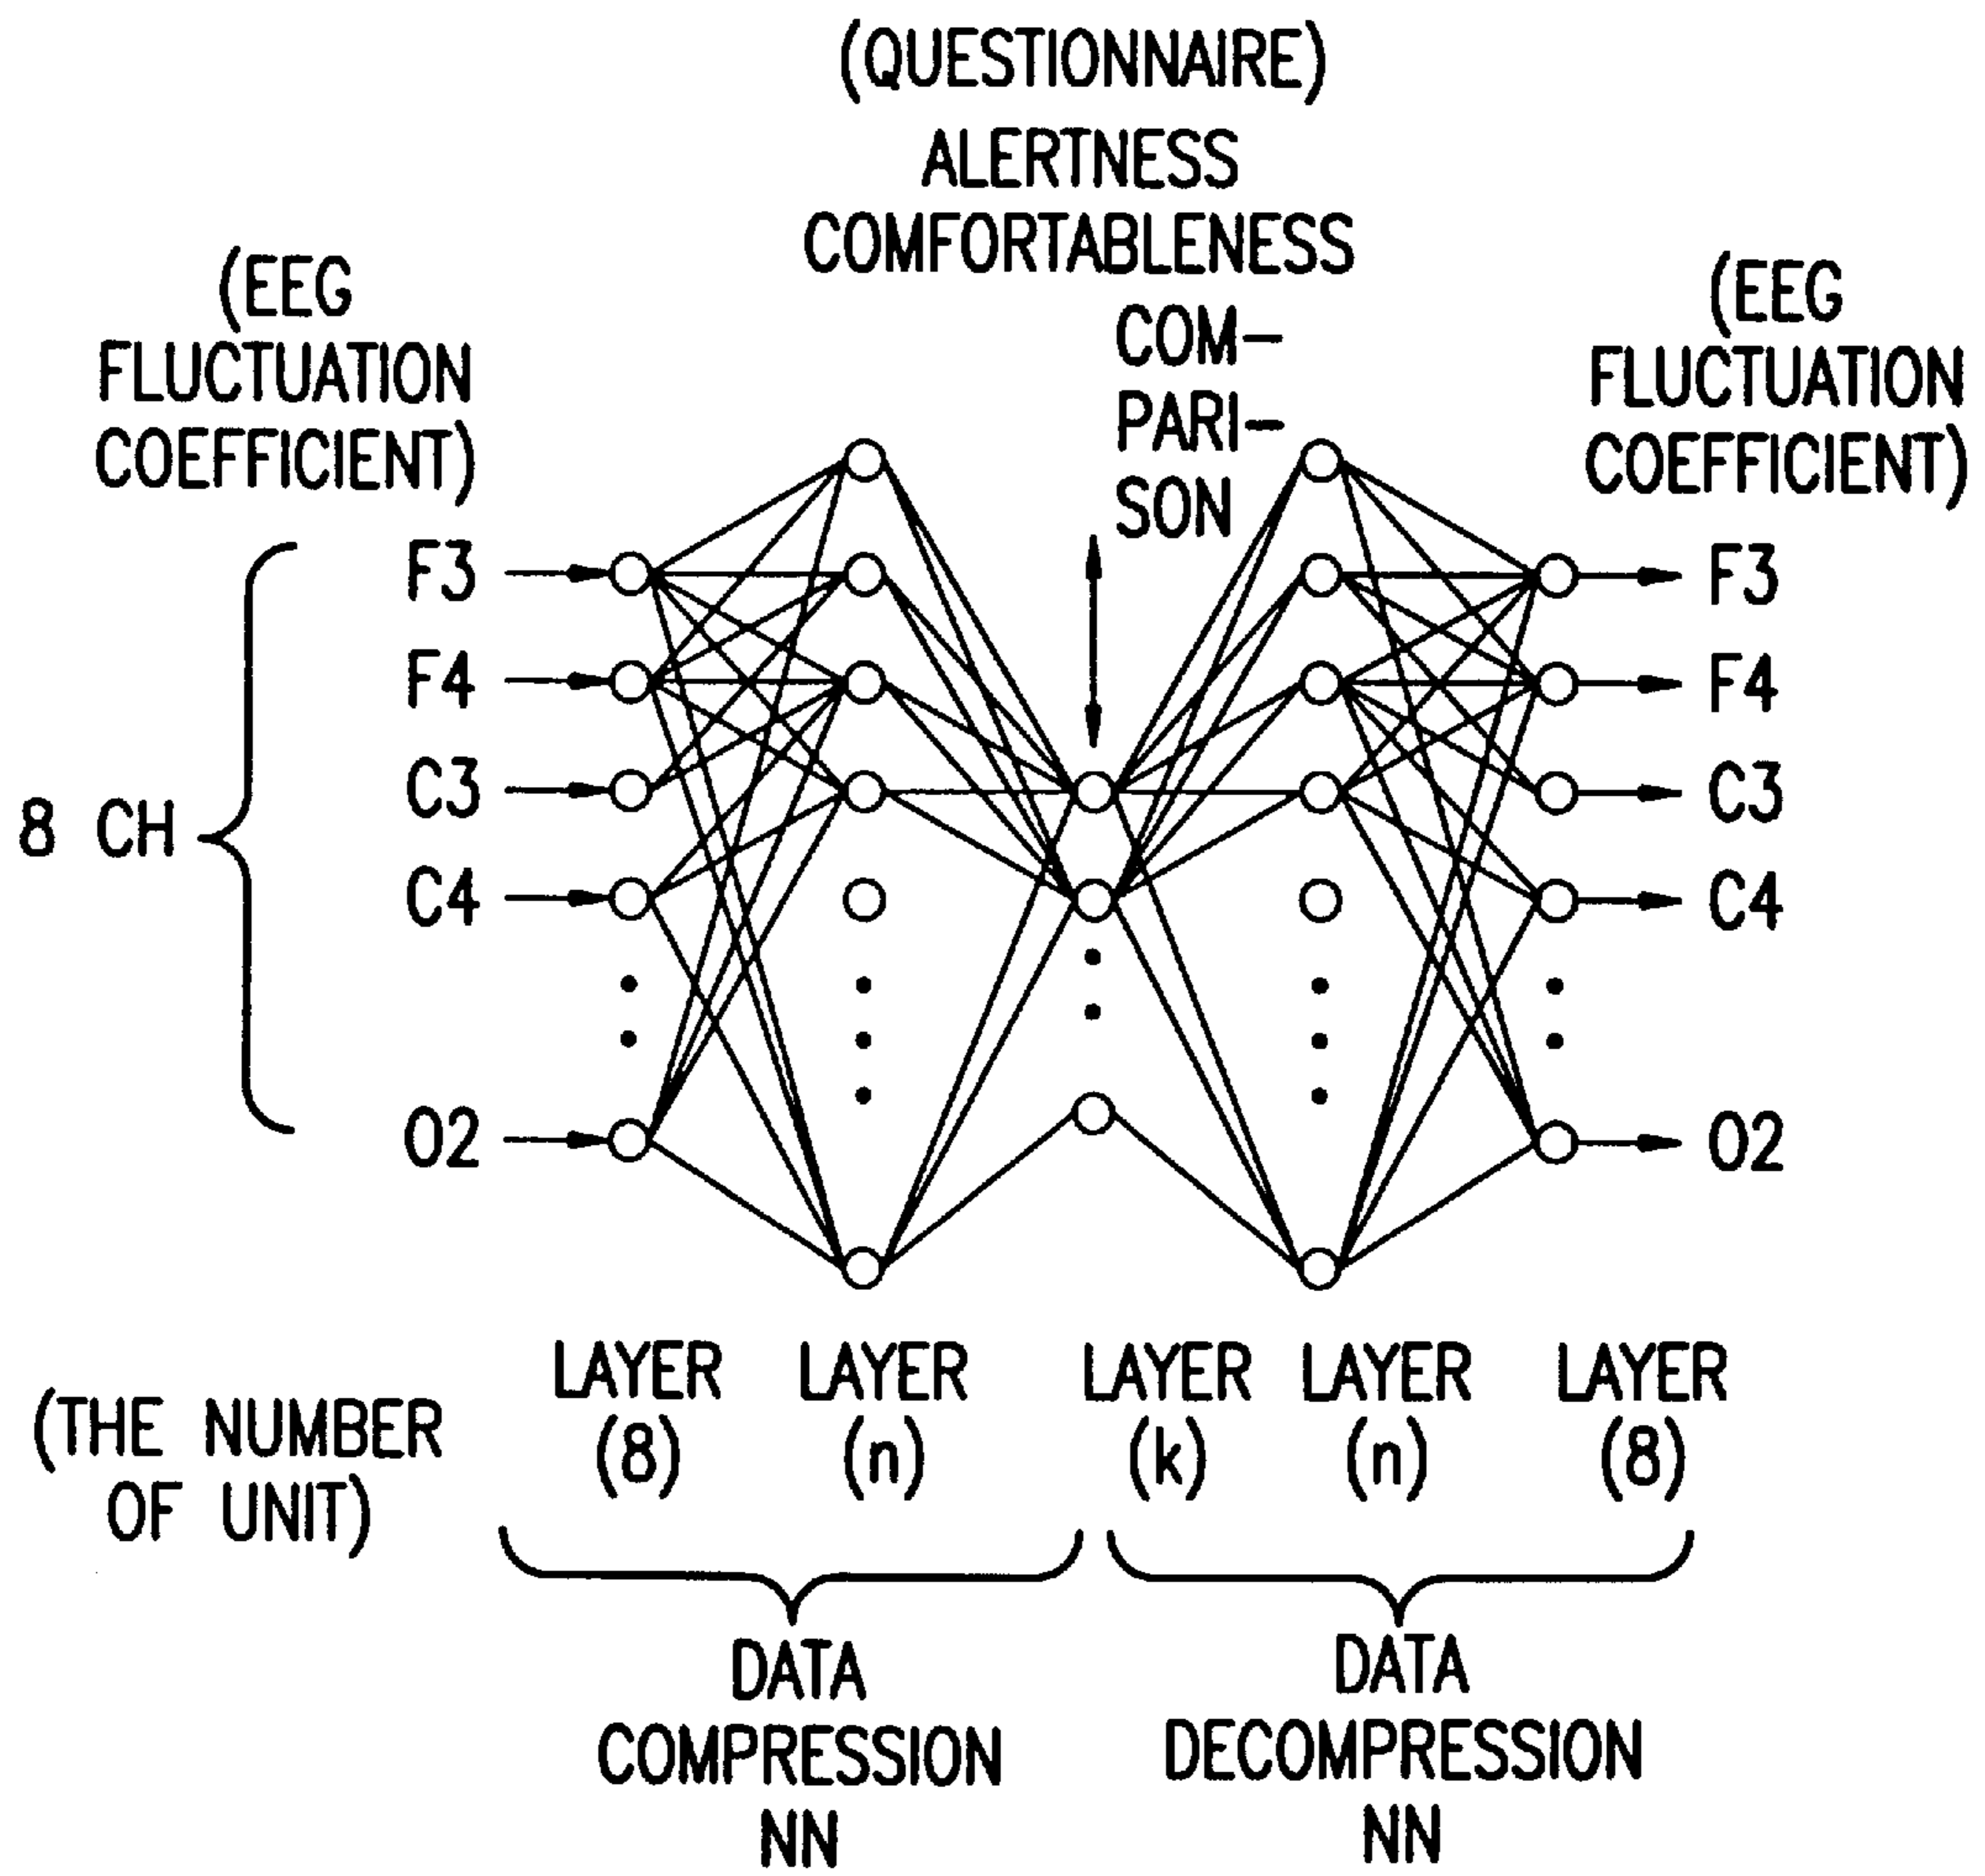 (QUESTIONNAIRE)
ALERTNESS
COMFORTABLENESS
COM-
PARI-
SON
(EEG
FLUCTUATION
COEFFICIENT)
(EEG
FLUCTUATION
COEFFICIENT)
8 CH
F3
F4
C3
C4
O2
F3
F4
C3
C4
O2
(THE NUMBER
OF UNIT)
LAYER
(8)
LAYER
(n)
LAYER
(k)
LAYER
(n)
LAYER
(8)
DATA
COMPRESSION
NN
DATA
DECOMPRESSION
NN